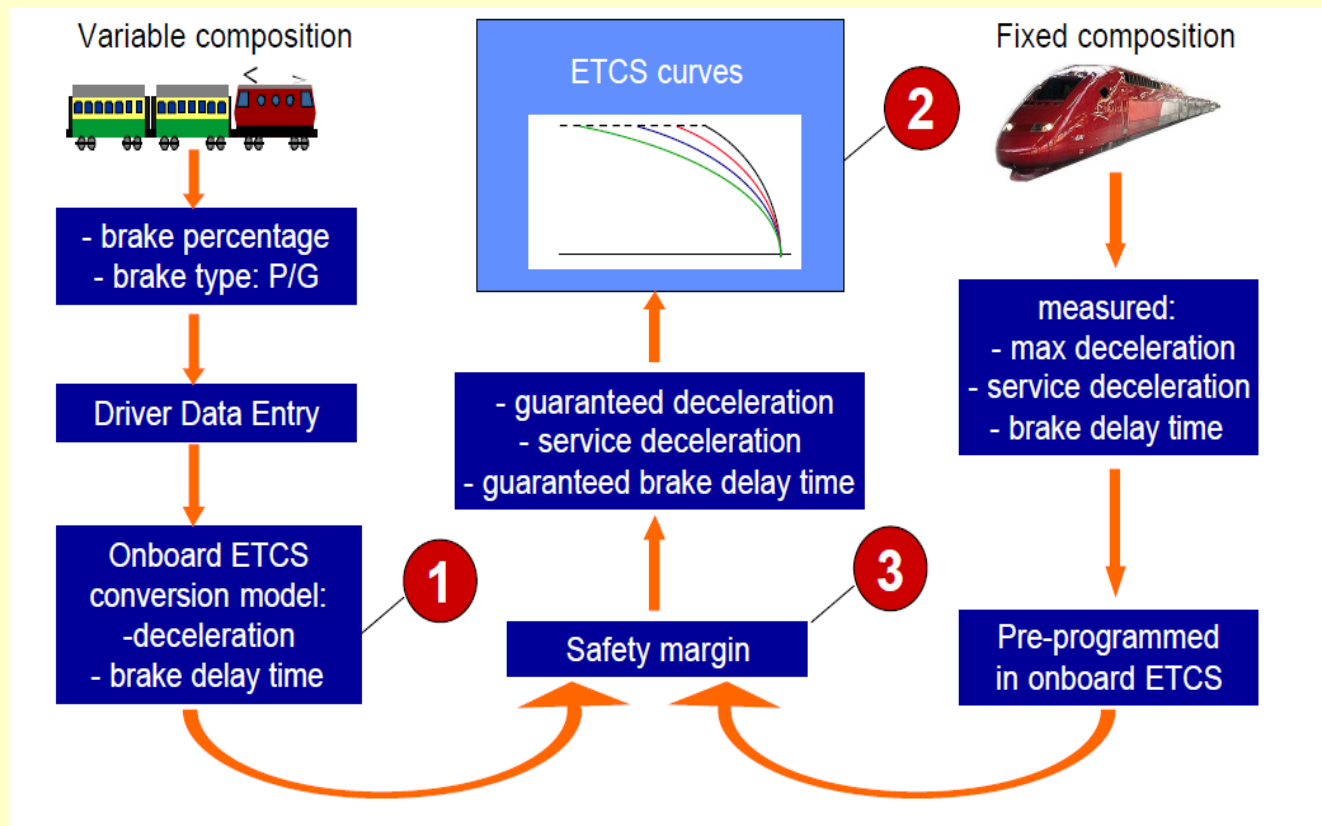 Variable composition
- brake percentage
- brake type: P/G
Driver Data Entry
Onboard ETCS
conversion model:
-deceleration
- brake delay time
1
ETCS curves
2
- guaranteed deceleration
- service deceleration
- guaranteed brake delay time
3
Safety margin
Fixed composition
measured:
- max deceleration
- service deceleration
- brake delay time
Pre-programmed
in onboard ETCS